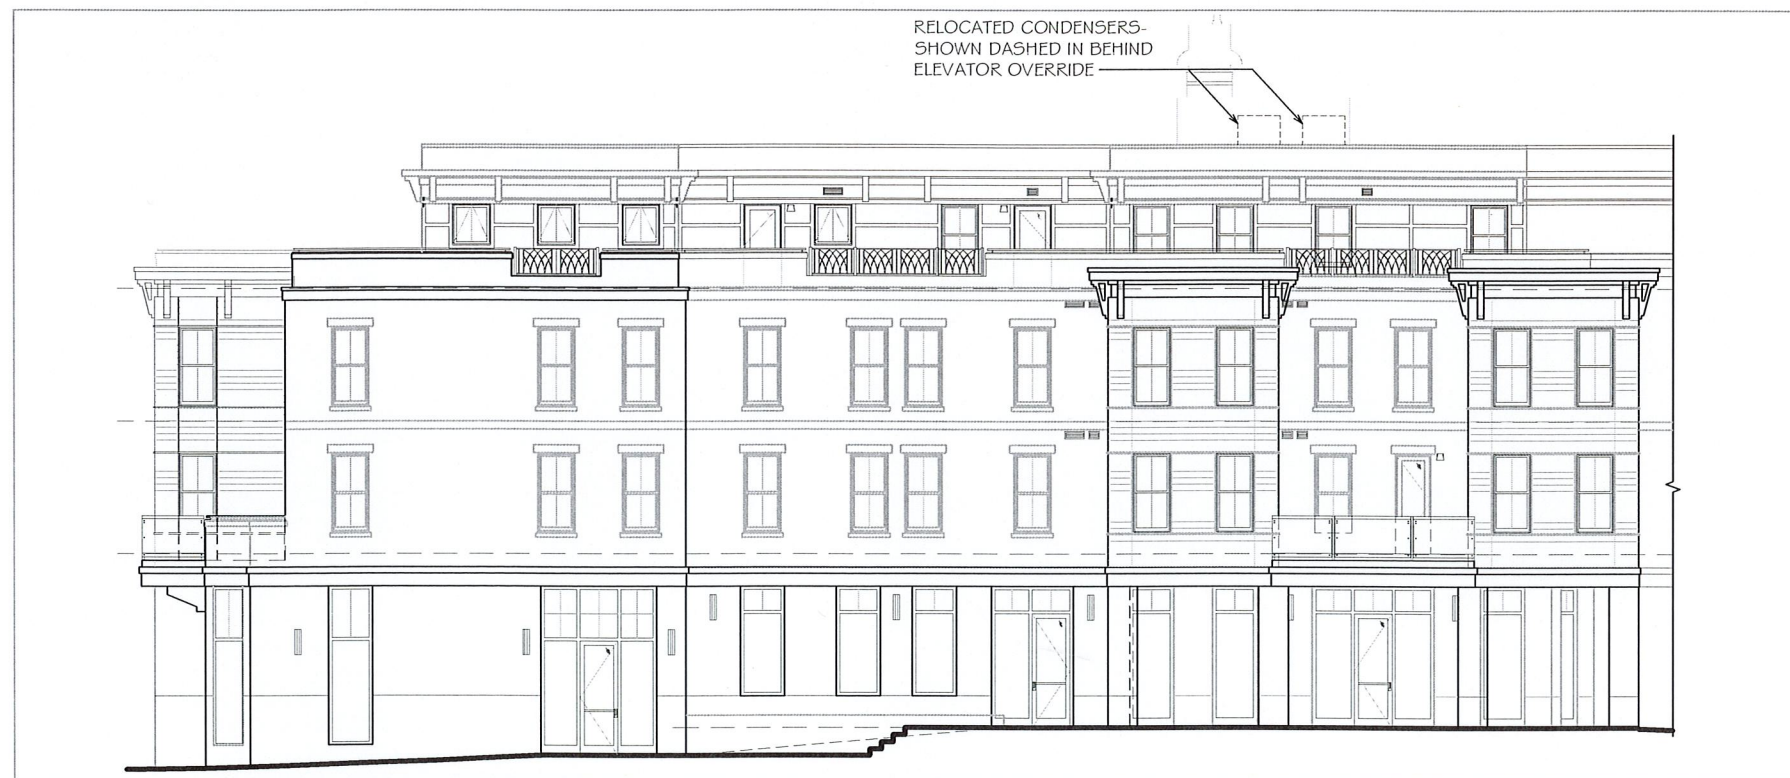 RELOCATED CONDENSERS-
SHOWN DASHED IN BEHIND
ELEVATOR OVERRIDE